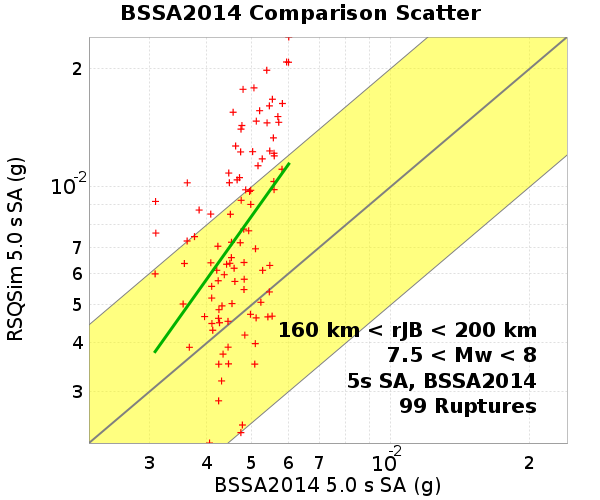 BSSA2014 Comparison Scatter
RSQSim 5.0 s SA (g)
2
10-2
7
6
5
4
3
160 km < rJB < 200 km
7.5 < Mw < 8
5s SA, BSSA2014
99 Ruptures
3 4 5 6 7 10-2 2
BSSA2014 5.0 s SA (g)